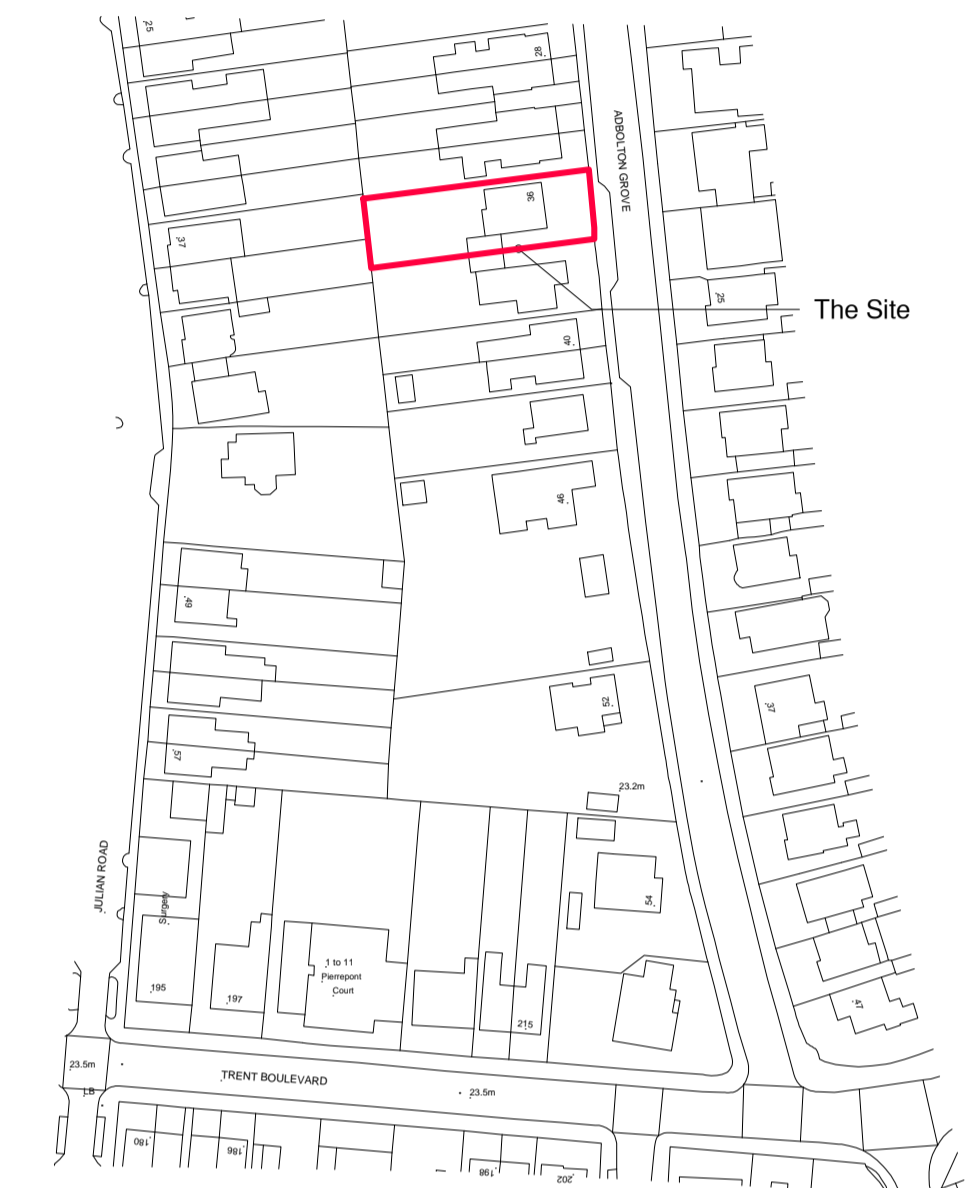 25
28
ADBOLTON GROVE
36
37
25
The Site
40
46
49
52
37
57
23.2m
JULIAN ROAD
54
Surgery
1 to 11
Pierrepont
Court
195
197
215
47
23.5m
TRENT BOULEVARD
23.5m
LB
180
186
198
202